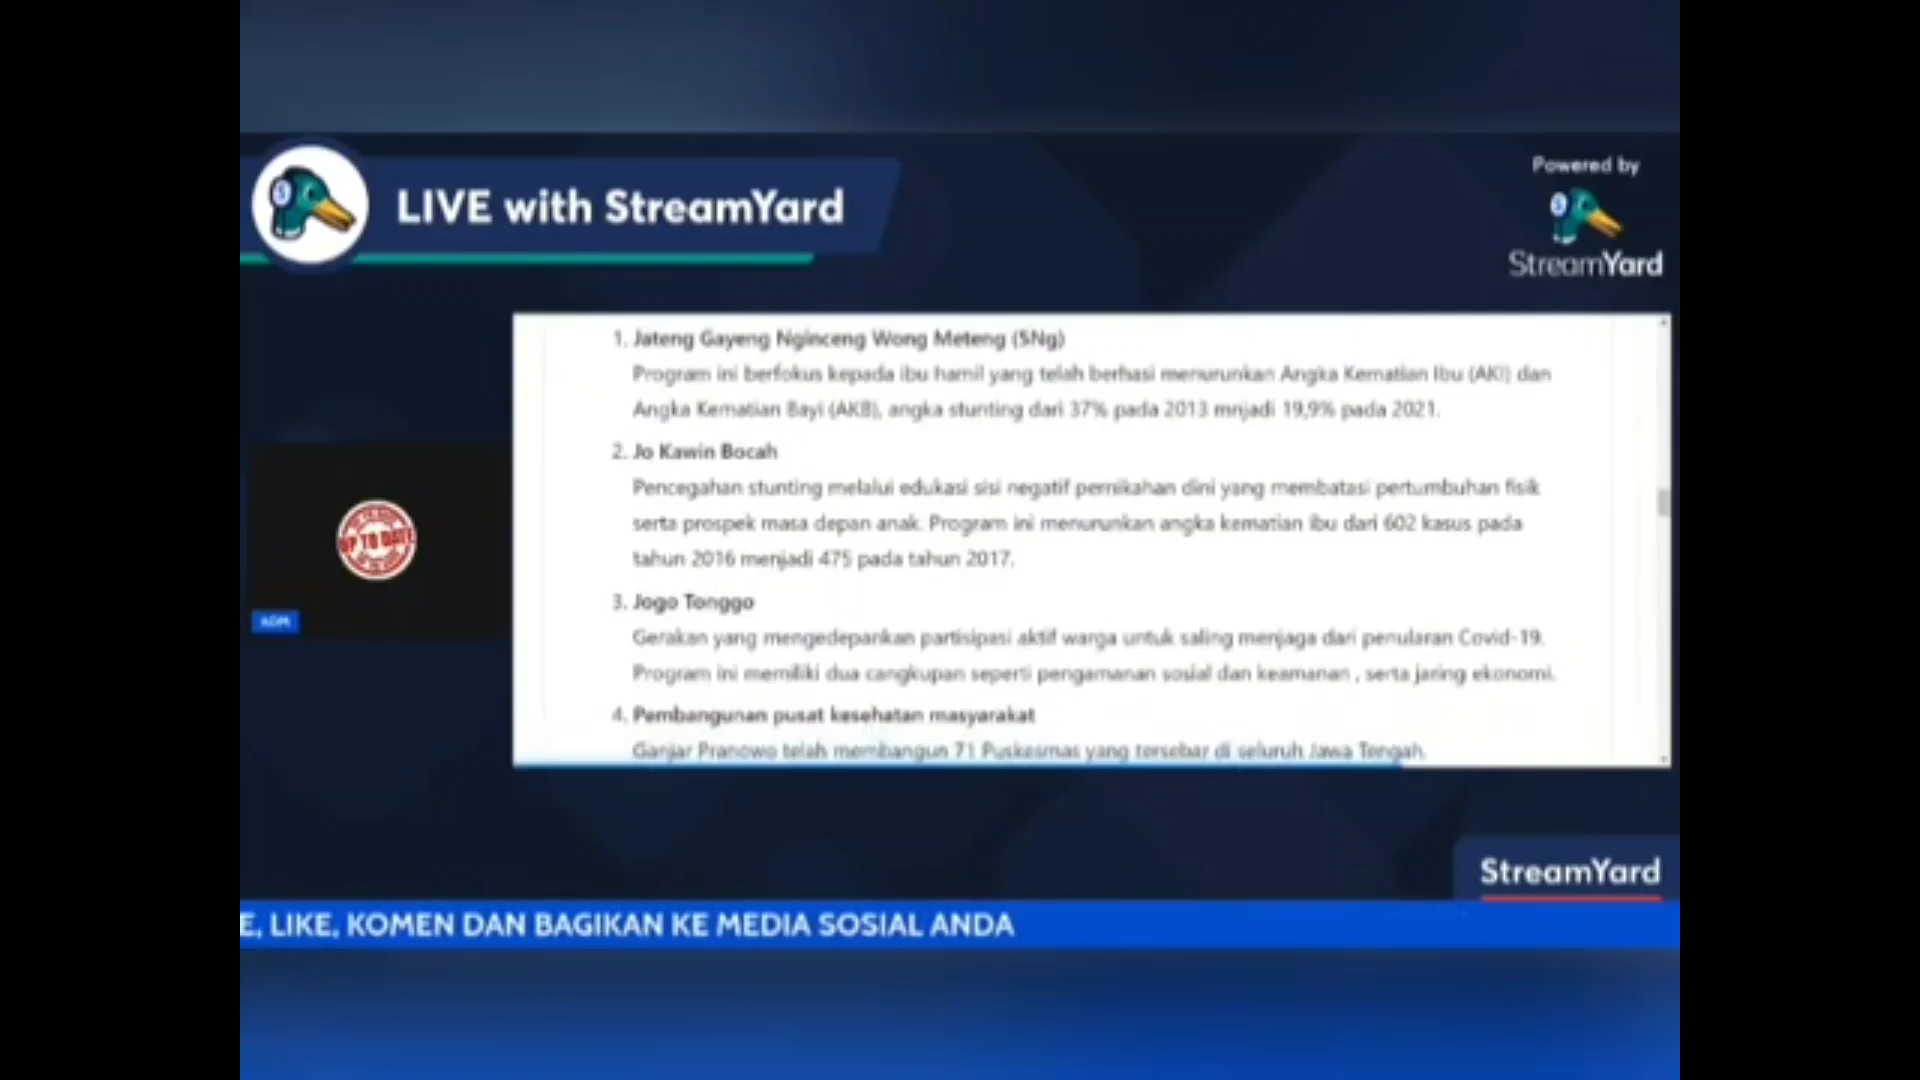 LIVE with StreamYard
Powered by
StreamYard
1. Jateng Gayeng Nginceng Wong Meteng (5Ng)
Program ini berfokus kepada ibu hamil yang telah berhasi menurunkan Angka Kematian Ibu (AKI) dan
Angka Kematian Bayi (AKB), angka stunting dari 37% pada 2013 mnjadi 19,9% pada 2021.
2. Jo Kawin Bocah
Pencegahan stunting melalui edukasi sisi negatif pernikahan dini yang membatasi pertumbuhan fisik
serta prospek masa depan anak. Program ini menurunkan angka kematian ibu dari 602 kasus pada
tahun 2016 menjadi 475 pada tahun 2017.
3. Jogo Tonggo
Gerakan yang mengedepankan partisipasi aktif warga untuk saling menjaga dari penularan Covid-19.
Program ini memiliki dua cangkupan seperti pengamanan sosial dan keamanan , serta jaring ekonomi.
4. Pembangunan pusat kesehatan masyarakat
Ganjar Pranowo telah membangun 71 Puskesmas yang tersebar di seluruh Jawa Tengah.
UP TO DATE
ADM
StreamYard
E, LIKE, KOMEN DAN BAGIKAN KE MEDIA SOSIAL ANDA